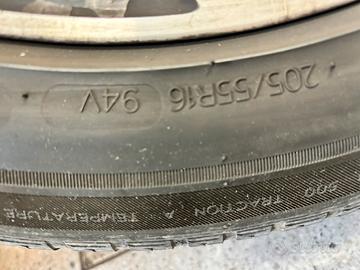 205/55R16 94V
500 TRACTION A TEMPERATURE